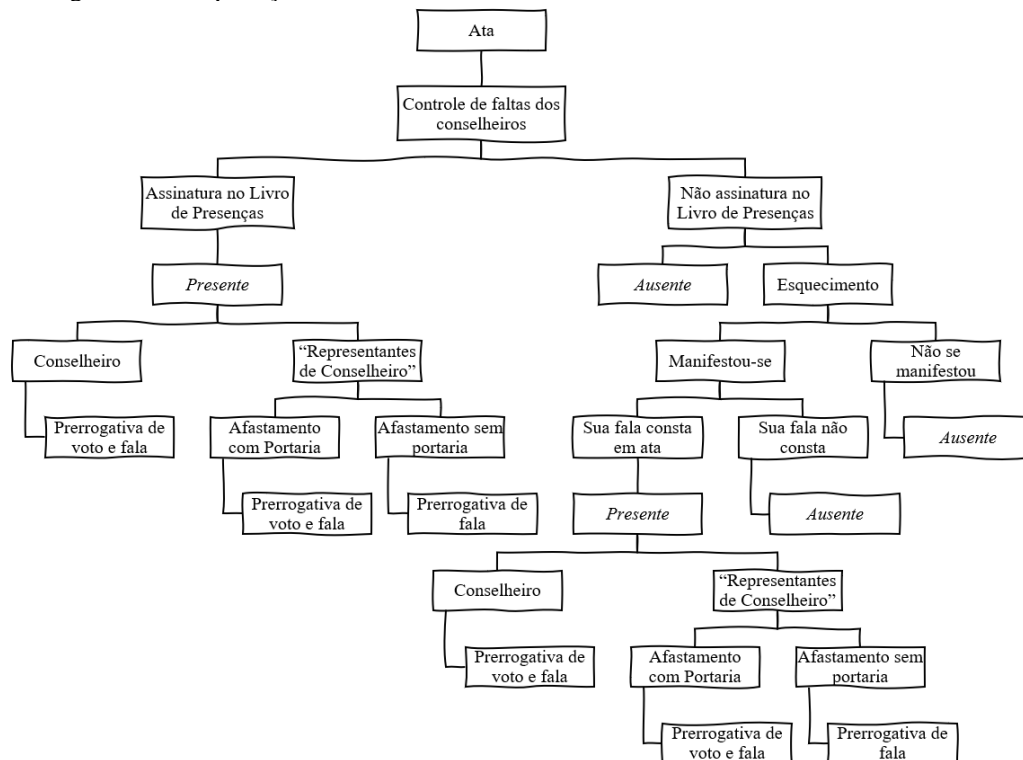 Ata
Controle de faltas dos
conselheiros
Assinatura no Livro
de Presenças
Não assinatura no
Livro de Presenças
Presente
Ausente
Esquecimento
Conselheiro
“Representantes
de Conselheiro”
Manifestou-se
Não se
manifestou
Prerrogativa de
voto e fala
Afastamento
com Portaria
Afastamento sem
portaria
Sua fala consta
em ata
Sua fala não
consta
Ausente
Prerrogativa de
voto e fala
Prerrogativa de
fala
Presente
Ausente
Conselheiro
“Representantes
de Conselheiro”
Prerrogativa de
voto e fala
Afastamento
com Portaria
Afastamento sem
portaria
Prerrogativa de
voto e fala
Prerrogativa de
fala